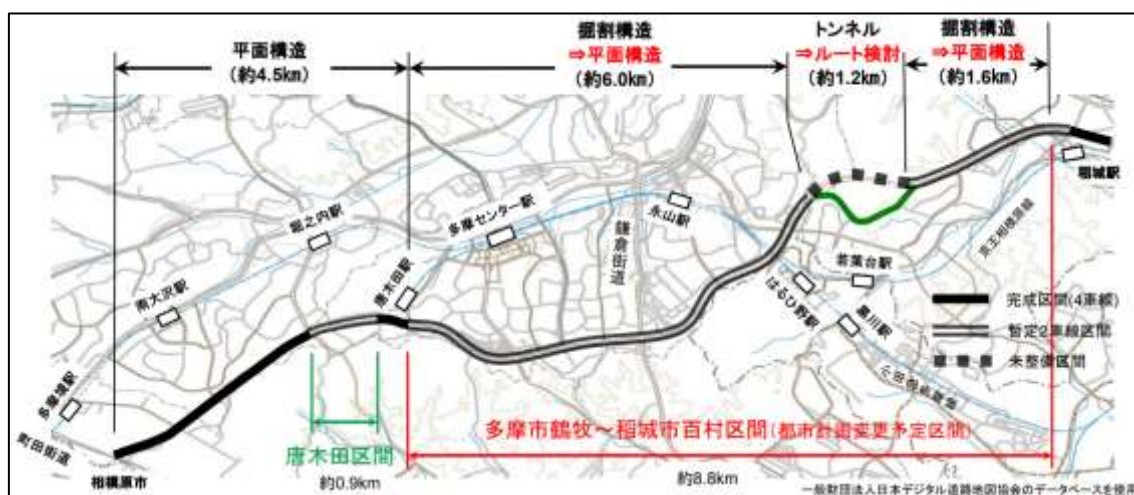 平面構造
(約4.5km)
掘割構造
⇒平面構造
(約6.0km)
トンネル
⇒ルート検討
(約1.2km)
掘割構造
⇒平面構造
(約1.6km)
稲城駅
堀之内駅
多摩センター駅
永山駅
鎌倉街道
京王相模原線
若葉台駅
唐木田駅
はるひ野駅
南大沢駅
黒川駅
完成区間(4車線)
暫定2車線区間
未整備区間
多摩境駅
町田街道
相模原市
唐木田区間
約0.9km
多摩市鶴牧～稲城市百村区間(都市計画変更予定区間)
約8.8km
一般財団法人日本デジタル道路地図協会のデータベースを使用